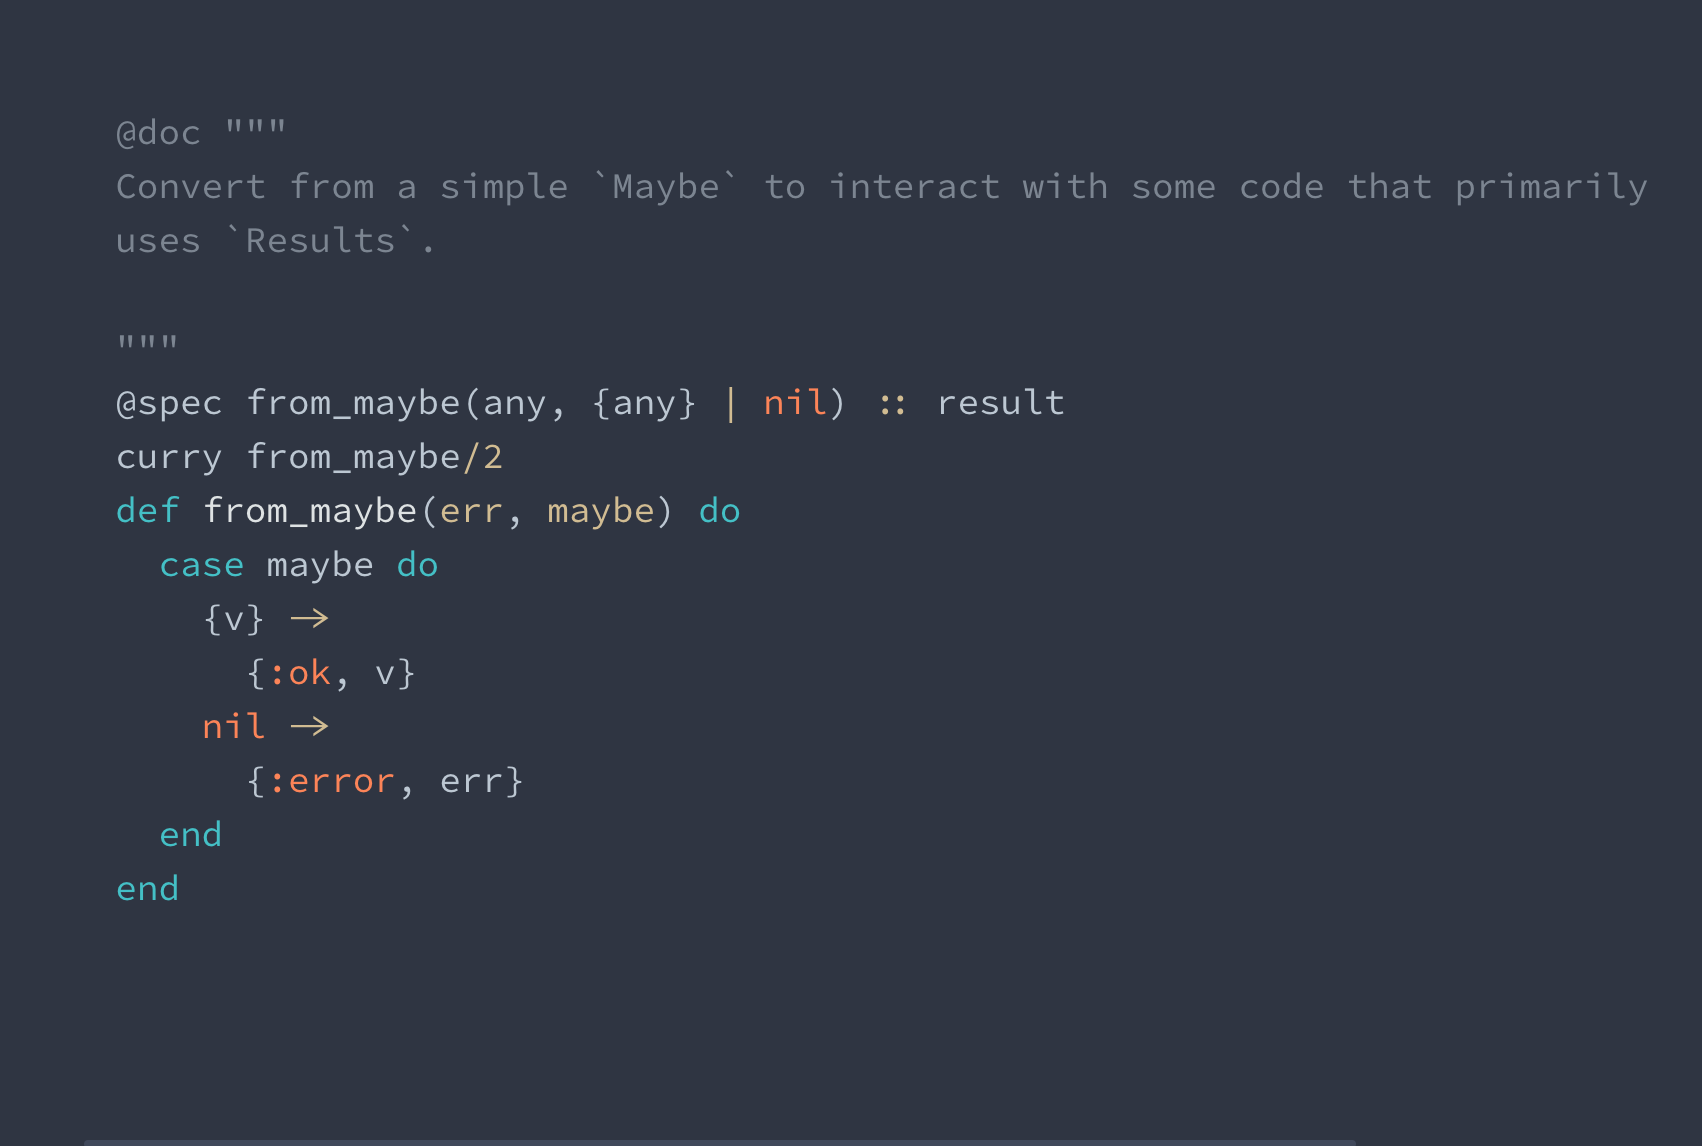 @doc """
Convert from a simple `Maybe` to interact with some code that primarily
uses `Results`.
"""
@spec from_maybe(any, {any} | nil) :: result
curry from_maybe/2
def from_maybe(err, maybe) do
  case maybe do
    {v} ->
      {:ok, v}
    nil ->
      {:error, err}
  end
end